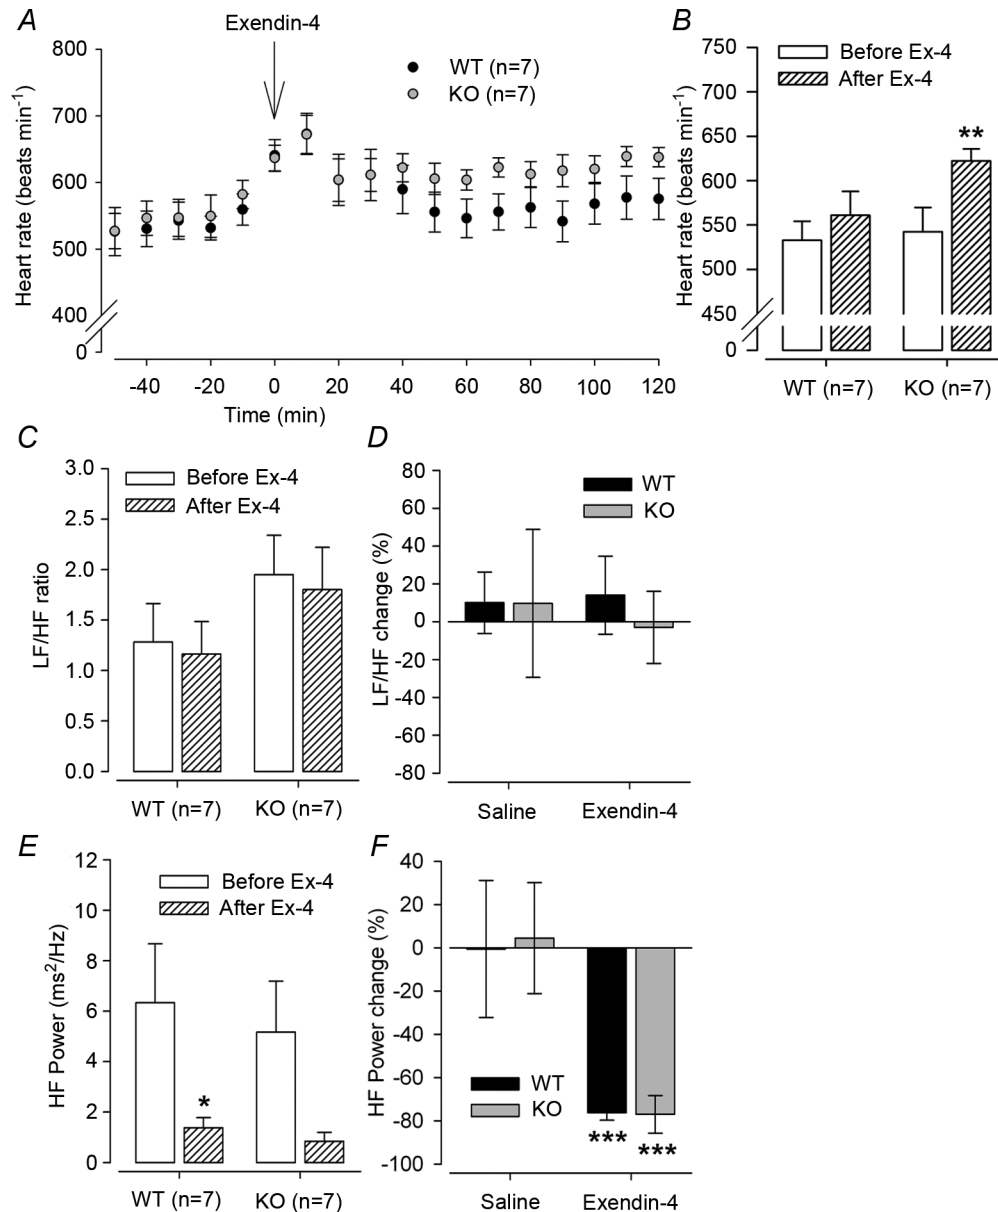 A
Exendin-4
800
700
600
500
400
0
Heart rate (beats min⁻¹)
WT (n=7)
KO (n=7)
-40 -20 0 20 40 60 80 100 120
Time (min)
B
750
700
650
600
550
500
450
0
Heart rate (beats min⁻¹)
Before Ex-4
After Ex-4
**
WT (n=7) KO (n=7)
C
3.0
2.5
2.0
1.5
1.0
0.5
0.0
LF/HF ratio
Before Ex-4
After Ex-4
WT (n=7) KO (n=7)
D
80
60
40
20
0
-20
-40
-60
-80
LF/HF change (%)
WT
KO
Saline Exendin-4
E
12
10
8
6
4
2
0
HF Power (ms²/Hz)
Before Ex-4
After Ex-4
*
WT (n=7) KO (n=7)
F
40
20
0
-20
-40
-60
-80
-100
HF Power change (%)
WT
KO
*** ***
Saline Exendin-4